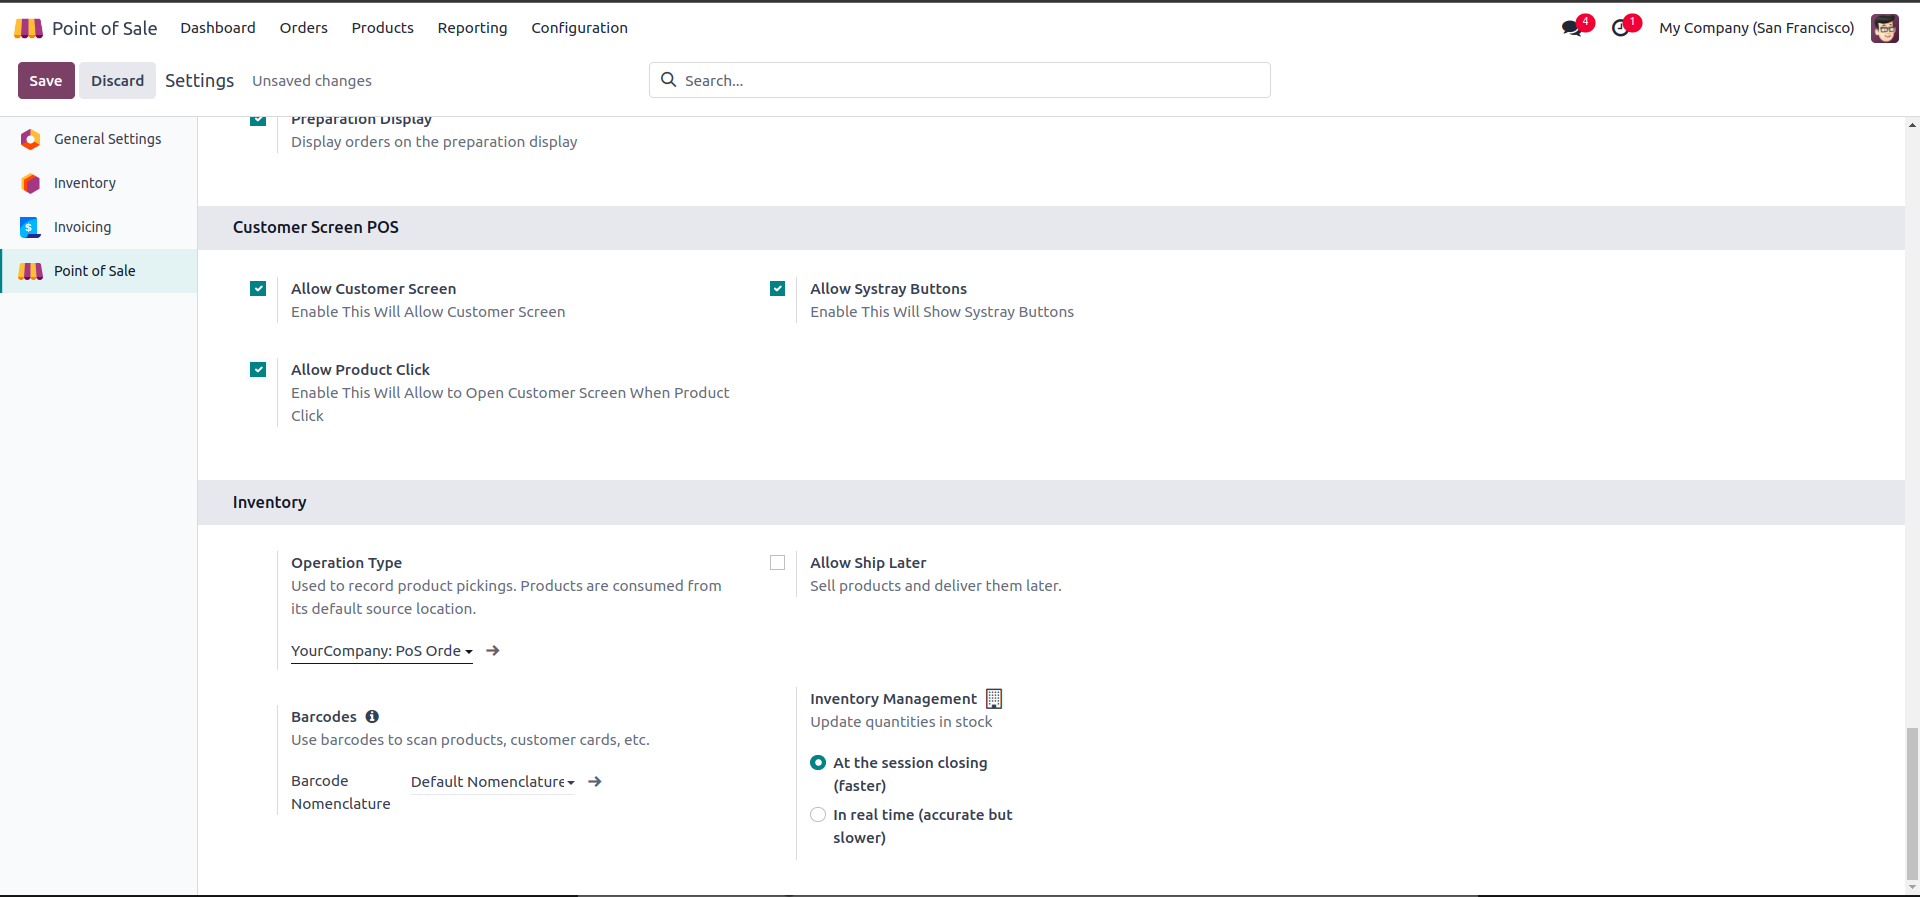 Point of Sale Dashboard Orders Products Reporting Configuration 4 1 My Company (San Francisco)
Save Discard Settings Unsaved changes Search...
General Settings
Inventory
Invoicing
Point of Sale
Preparation Display
Display orders on the preparation display
Customer Screen POS
Allow Customer Screen
Enable This Will Allow Customer Screen
Allow Systray Buttons
Enable This Will Show Systray Buttons
Allow Product Click
Enable This Will Allow to Open Customer Screen When Product
Click
Inventory
Operation Type
Used to record product pickings. Products are consumed from
its default source location.
YourCompany: PoS Orde
Allow Ship Later
Sell products and deliver them later.
Barcodes
Use barcodes to scan products, customer cards, etc.
Barcode
Nomenclature
Default Nomenclature
Inventory Management
Update quantities in stock
At the session closing
(faster)
In real time (accurate but
slower)